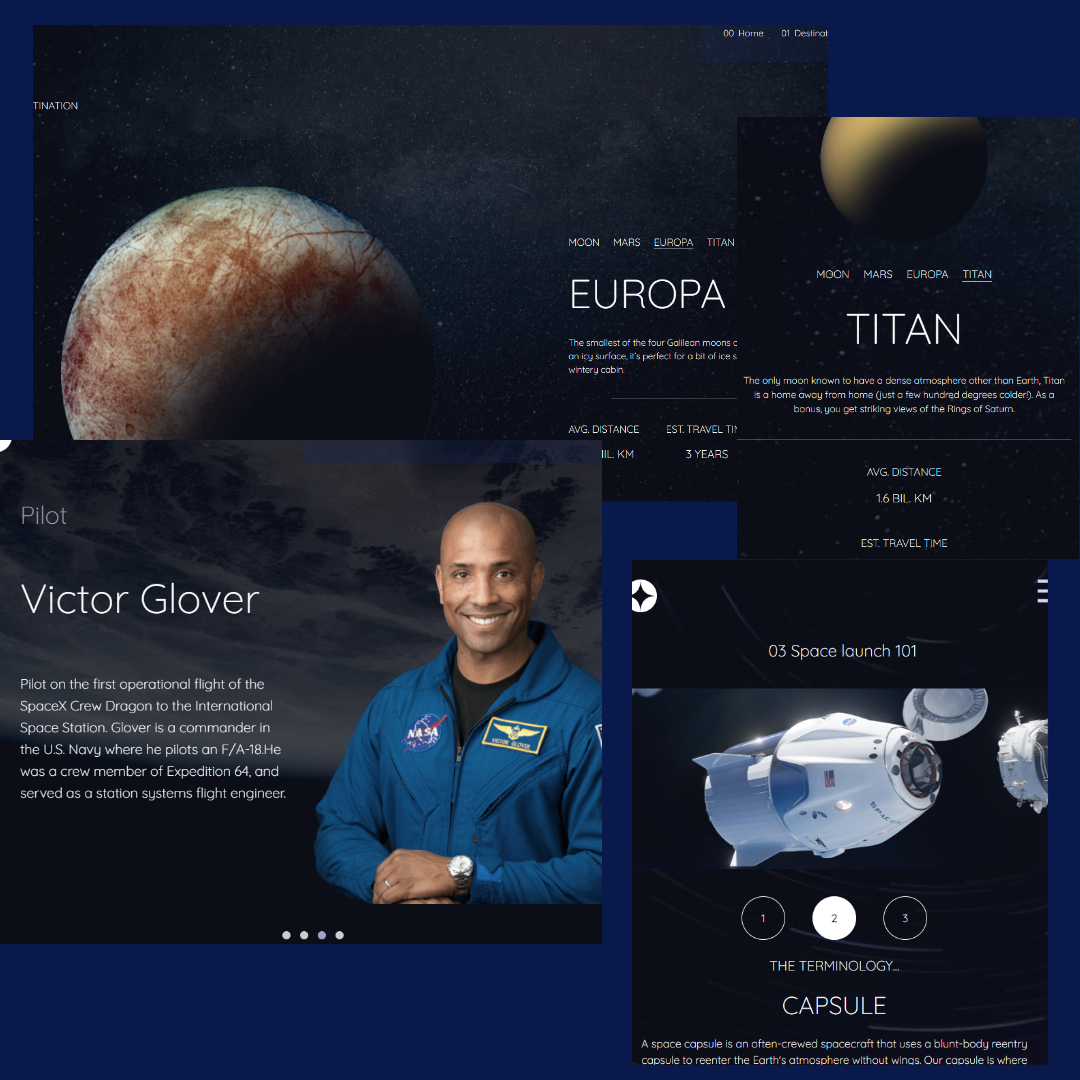 00 Home 01 Destinat
TINATION
MOON MARS EUROPA TITAN
EUROPA
The smallest of the four Galilean moons
an icy surface, it's perfect for a bit of ice s
wintery cabin.
AVG. DISTANCE EST. TRAVEL TI
IIL. KM 3 YEARS
MOON MARS EUROPA TITAN
TITAN
The only moon known to have a dense atmosphere other than Earth, Titan
is a home away from home (just a few hundred degrees colder!). As a
bonus, you get striking views of the Rings of Saturn.
AVG. DISTANCE
1.6 BIL. KM
EST. TRAVEL TIME
Pilot
Victor Glover
Pilot on the first operational flight of the
SpaceX Crew Dragon to the International
Space Station. Glover is a commander in
the U.S. Navy where he pilots an F/A-18.He
was a crew member of Expedition 64, and
served as a station systems flight engineer.
NASA
VICTOR GLOVER
03 Space launch 101
SPACEX
1 2 3
THE TERMINOLOGY...
CAPSULE
A space capsule is an often-crewed spacecraft that uses a blunt-body reentry
capsule to reenter the Earth's atmosphere without wings. Our capsule is where